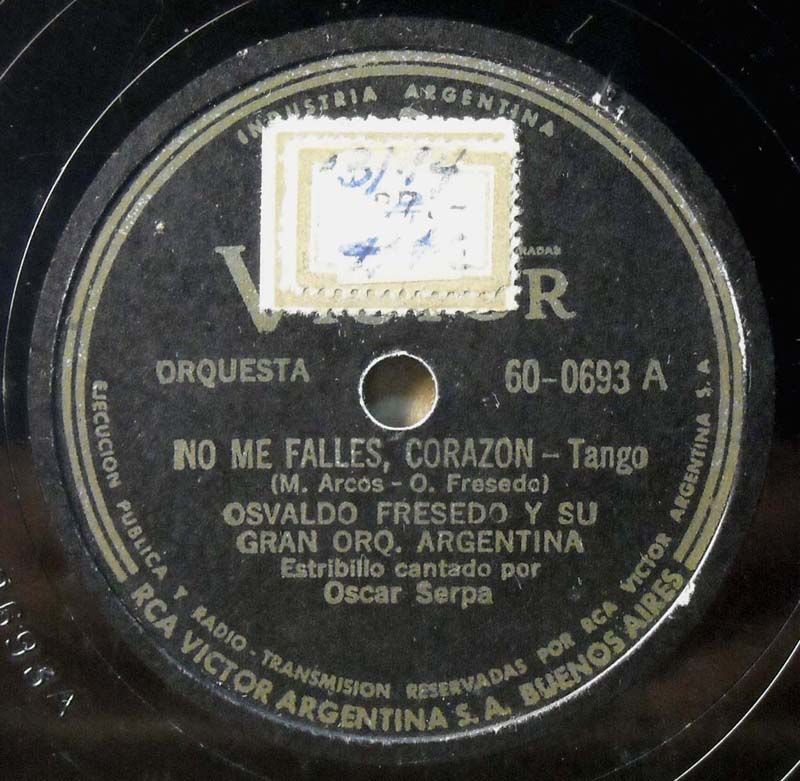 INDUSTRIA ARGENTINA
ORQUESTA
60-0693 A
NO ME FALLES, CORAZON - Tango
(M. Arcos - O. Fresedo)
OSVALDO FRESEDO Y SU
GRAN ORQ. ARGENTINA
Estribillo cantado por
Oscar Serpa
EJECUCION PUBLICA Y RADIO-TRANSMISION RESERVADAS POR RCA VICTOR ARGENTINA S.A.
RCA VICTOR ARGENTINA S.A. BUENOS AIRES